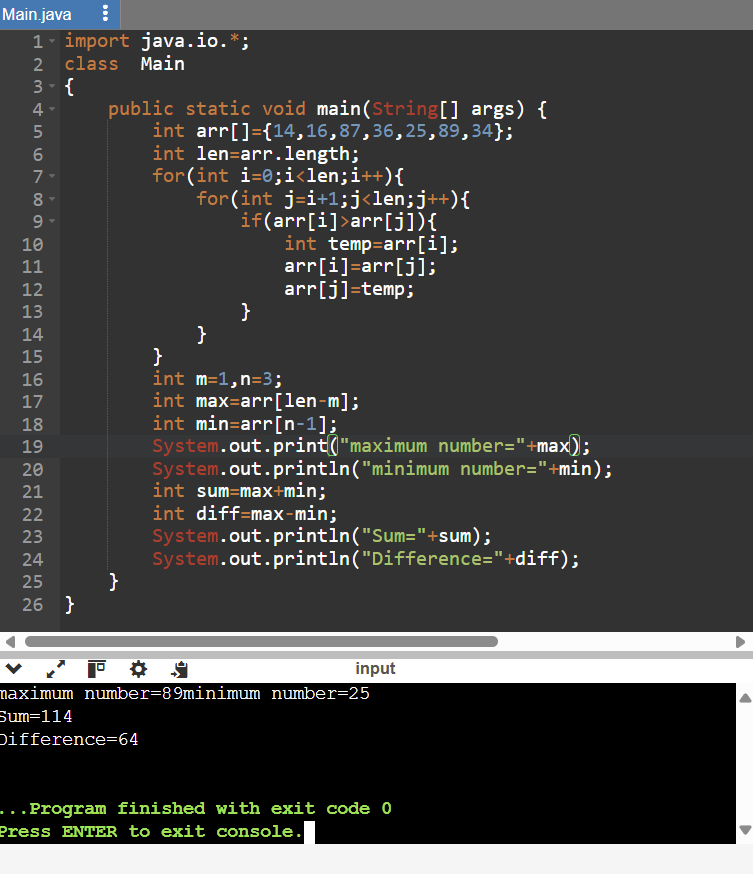 Main.java
1 import java.io.*;
2 class  Main
3 {
4     public static void main(String[] args) {
5         int arr[]={14,16,87,36,25,89,34};
6         int len=arr.length;
7         for(int i=0;i<len;i++){
8             for(int j=i+1;j<len;j++){
9                 if(arr[i]>arr[j]){
10                     int temp=arr[i];
11                     arr[i]=arr[j];
12                     arr[j]=temp;
13                 }
14             }
15         }
16         int m=1,n=3;
17         int max=arr[len-m];
18         int min=arr[n-1];
19         System.out.print("maximum number="+max);
20         System.out.println("minimum number="+min);
21         int sum=max+min;
22         int diff=max-min;
23         System.out.println("Sum="+sum);
24         System.out.println("Difference="+diff);
25     }
26 }
input
maximum number=89minimum number=25
Sum=114
Difference=64
...Program finished with exit code 0
Press ENTER to exit console.